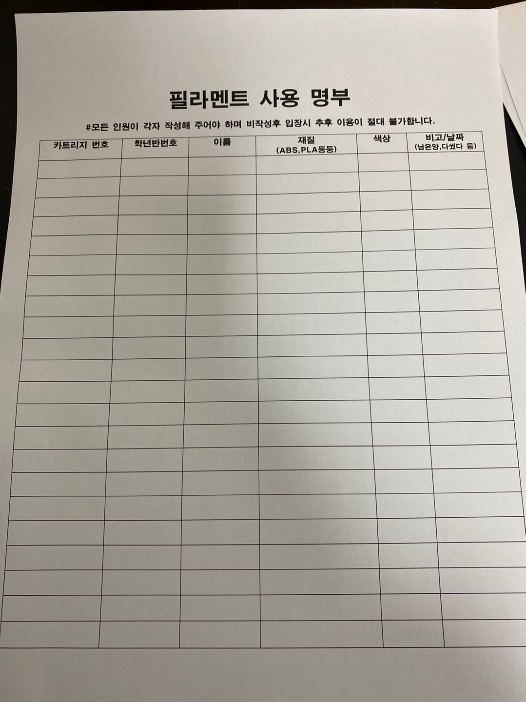 필라멘트 사용 명부
#모든 인원이 각자 작성해 주어야 하며 비작성후 입장시 추후 이용이 절대 불가합니다.
카트리지 번호 학년반번호 이름 재질 색상 비고/날짜
(ABS,PLA등등) (남은양,다썼다 등)